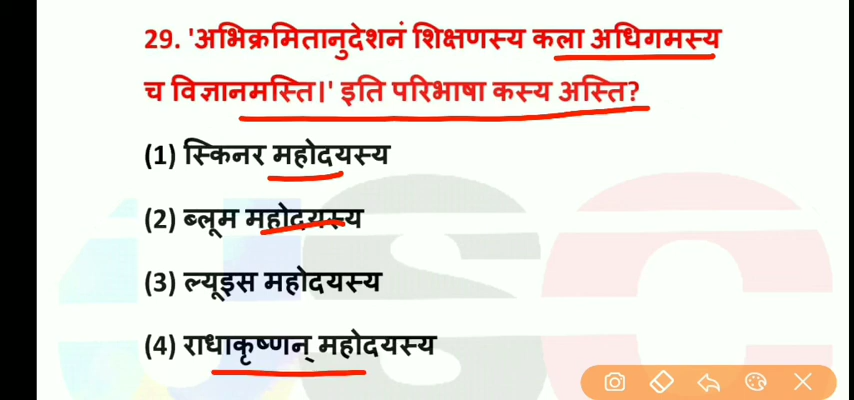 29. 'अभिक्रमितानुदेशनं शिक्षणस्य कला अधिगमस्य
च विज्ञानमस्ति।' इति परिभाषा कस्य अस्ति?
(1) स्किनर महोदयस्य
(2) ब्लूम महोदयस्य
(3) ल्यूइस महोदयस्य
(4) राधाकृष्णन् महोदयस्य